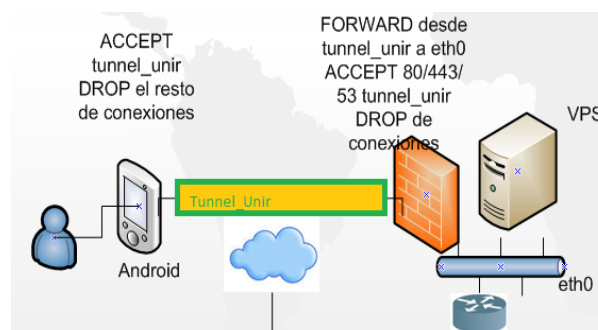 ACCEPT
tunnel_unir
DROP el resto
de conexiones
FORWARD desde
tunnel_unir a eth0
ACCEPT 80/443/
53 tunnel_unir
DROP de
conexiones
VPS
Tunnel_Unir
Android
eth0